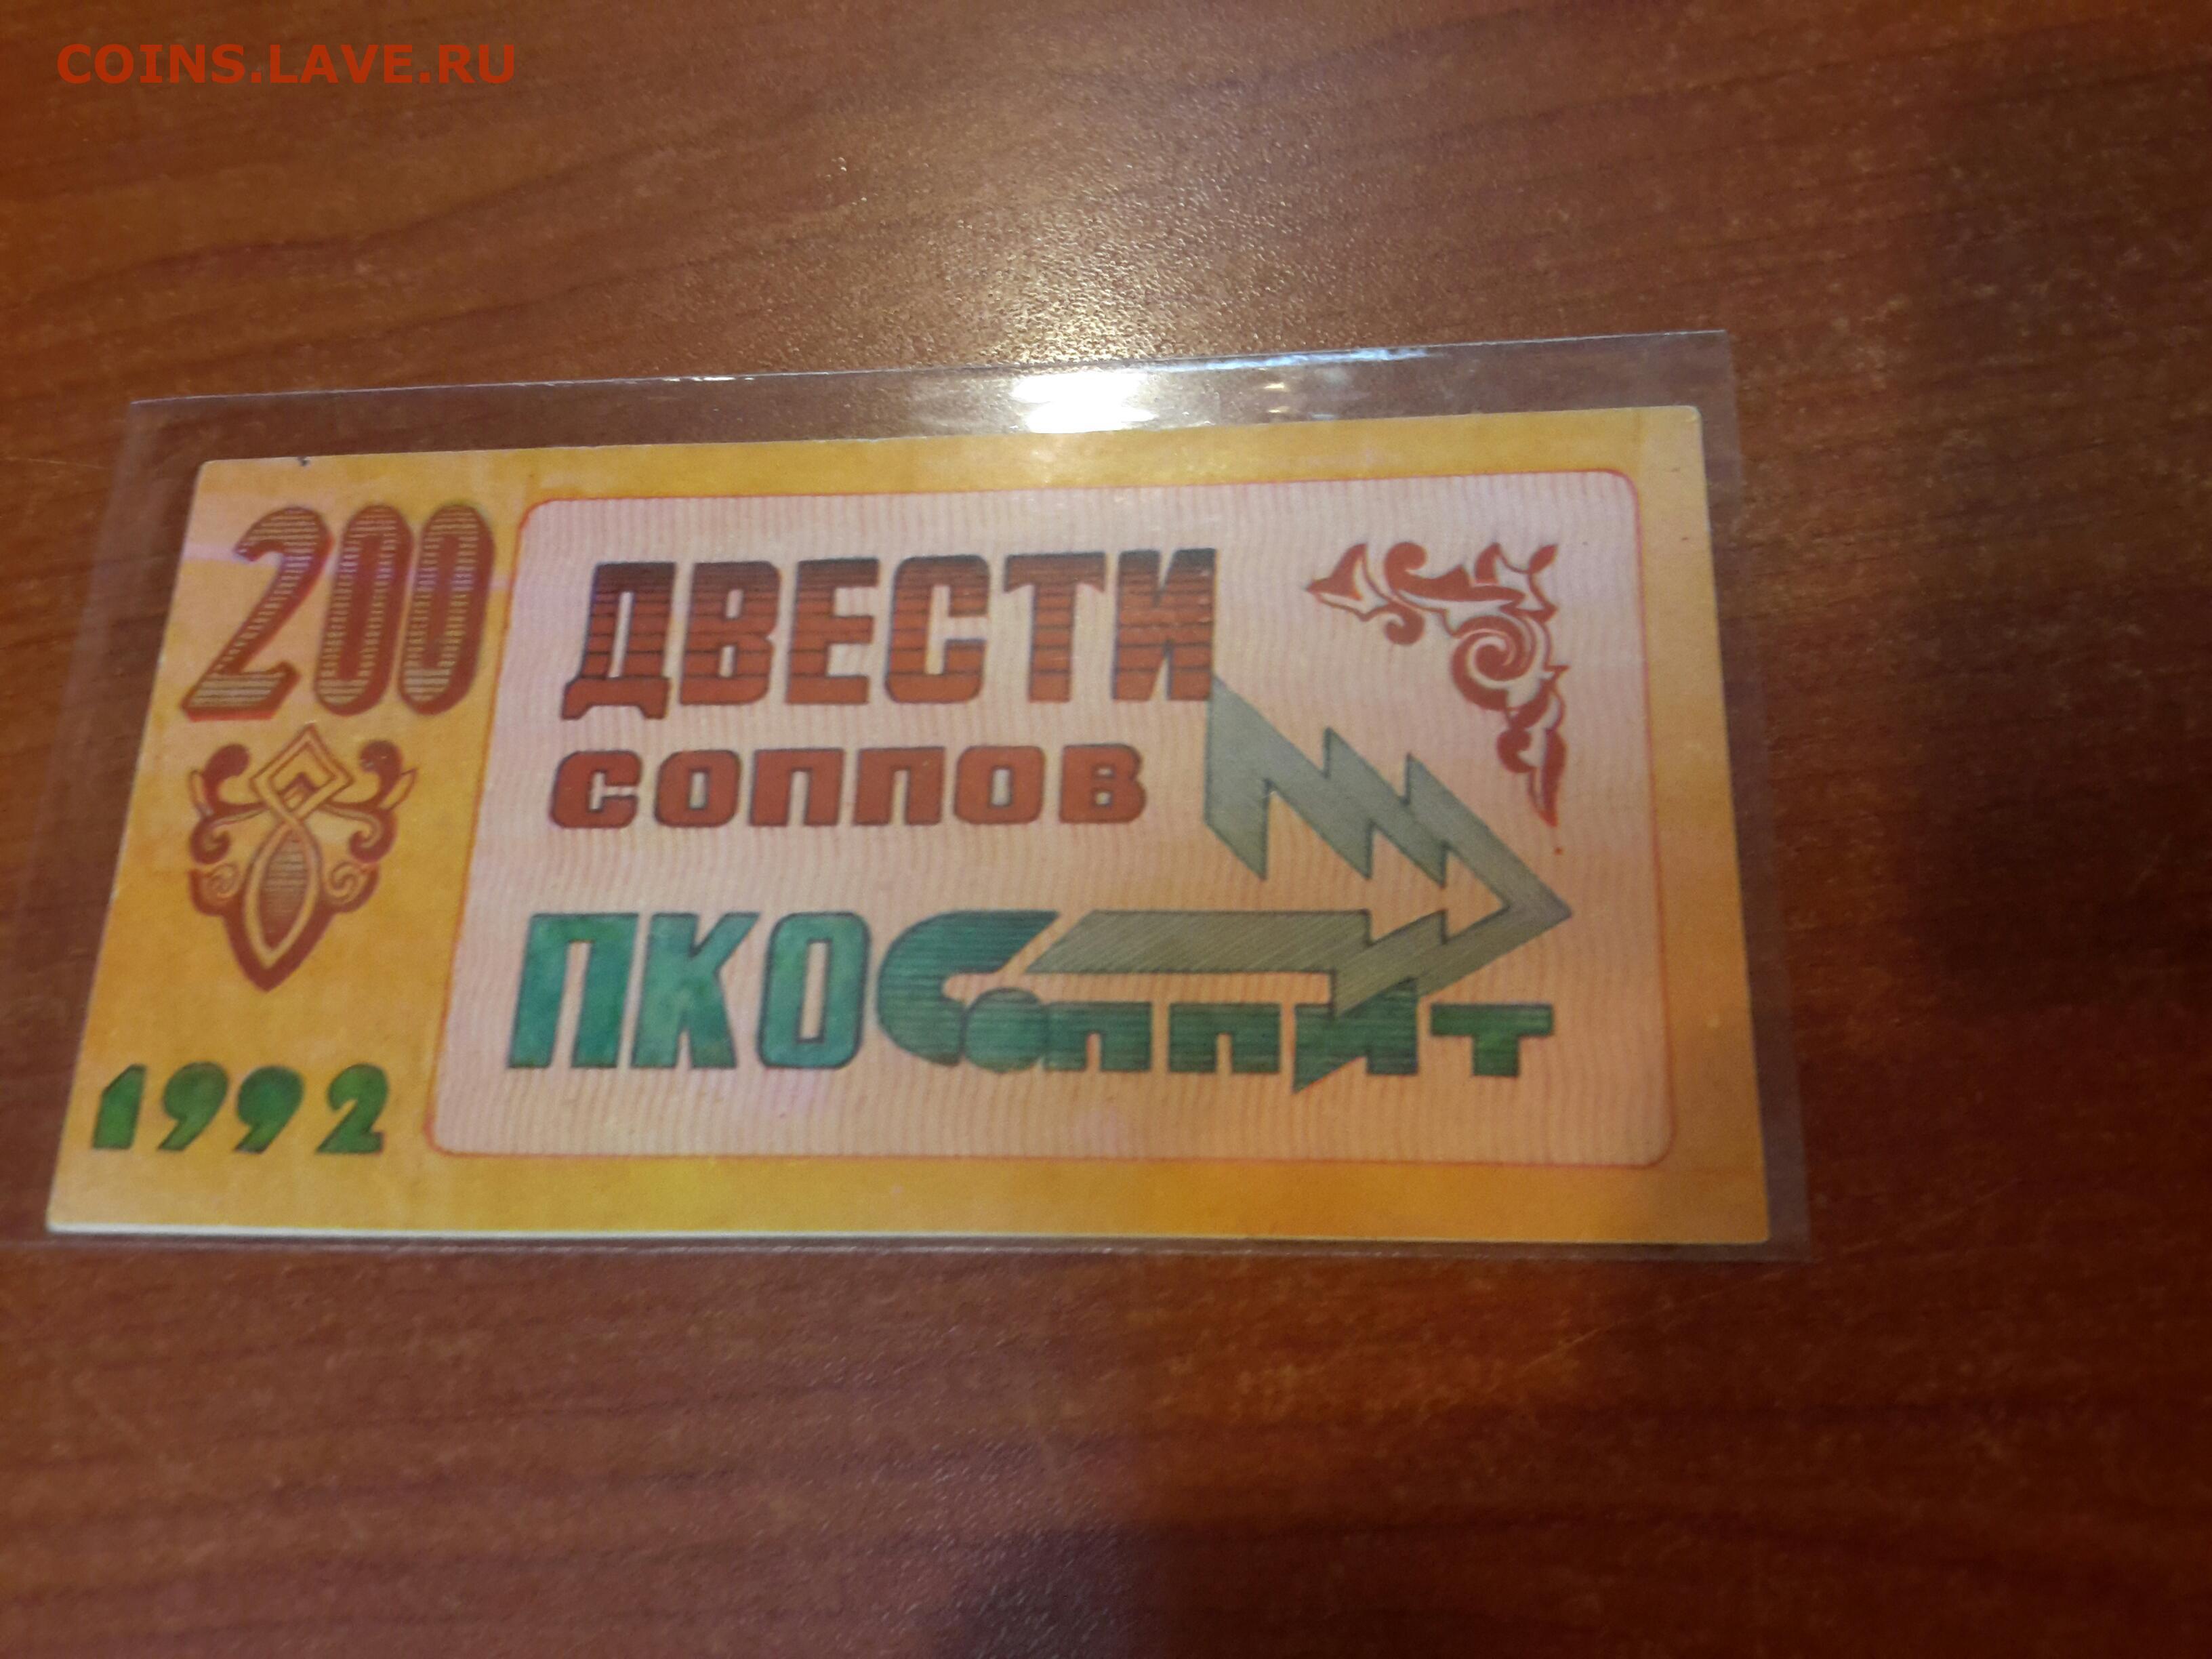 COINS.LAVE.RU
200
ДВЕСТИ
СОППОВ
ПКОСоппит
1992